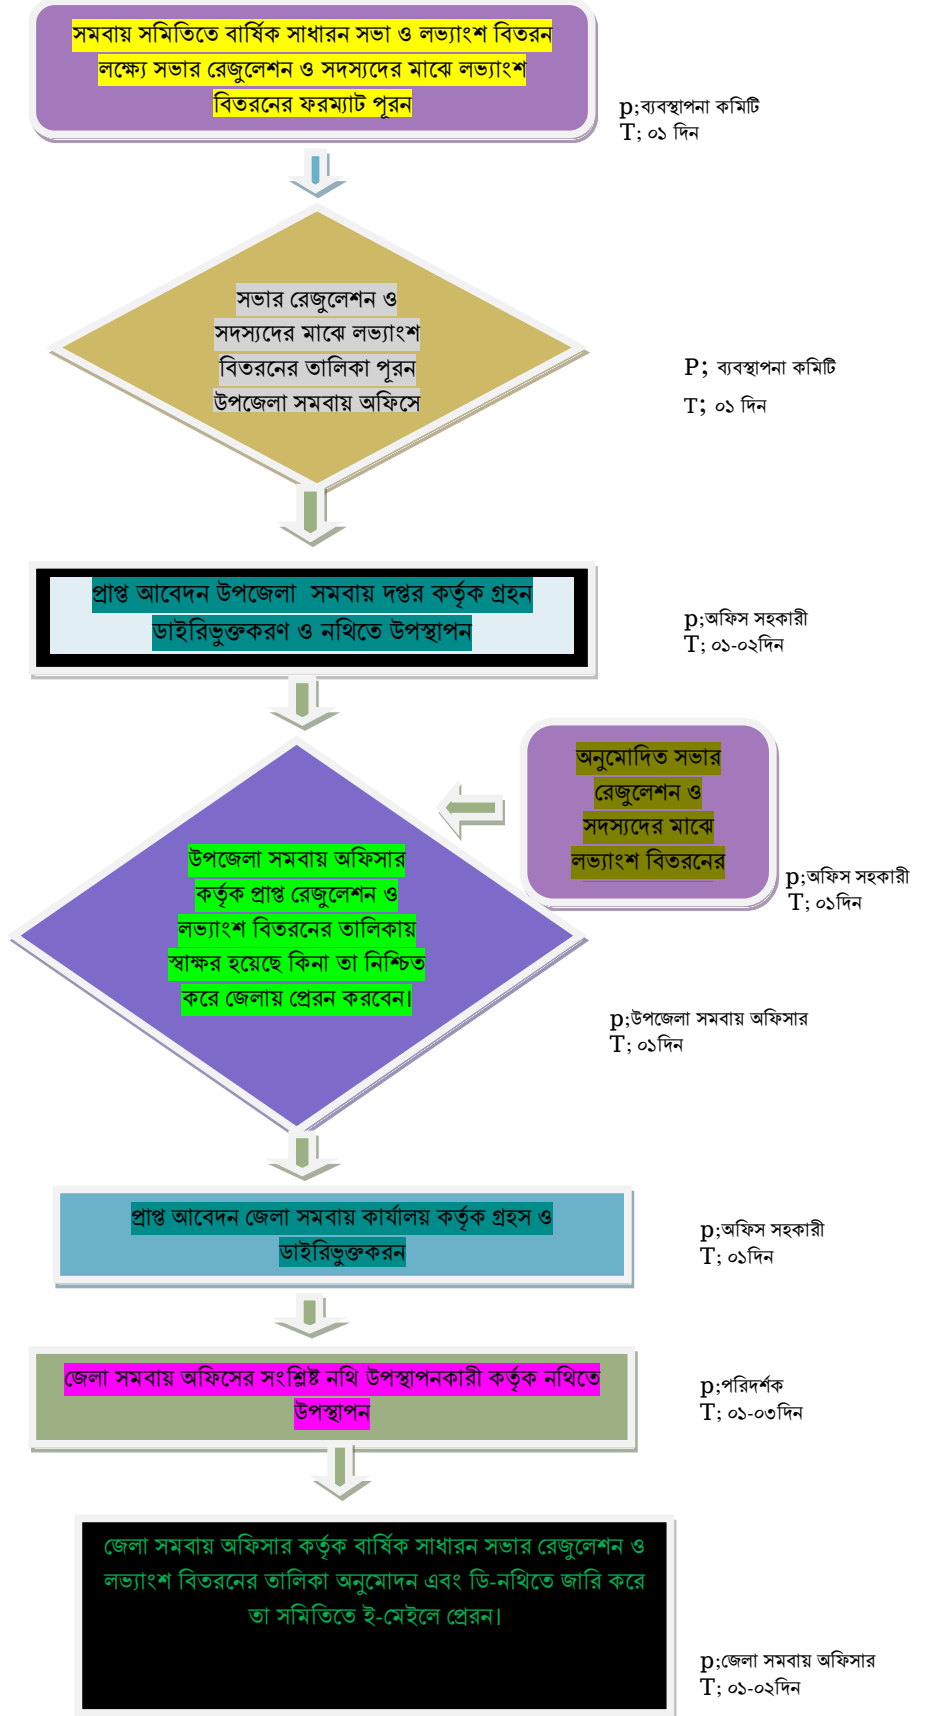 সমবায় সমিতিতে বার্ষিক সাধারন সভা ও লভ্যাংশ বিতরন
লক্ষ্যে সভার রেজুলেশন ও সদস্যদের মাঝে লভ্যাংশ
বিতরনের ফরম্যাট পূরন
p;ব্যবস্থাপনা কমিটি
T; ০১ দিন
সভার রেজুলেশন ও
সদস্যদের মাঝে লভ্যাংশ
বিতরনের তালিকা পূরন
উপজেলা সমবায় অফিসে
P; ব্যবস্থাপনা কমিটি
T; ০১ দিন
প্রাপ্ত আবেদন উপজেলা সমবায় দপ্তর কর্তৃক গ্রহন
ডাইরিভুক্তকরণ ও নথিতে উপস্থাপন
p;অফিস সহকারী
T; ০১-০২দিন
অনুমোদিত সভার
রেজুলেশন ও
সদস্যদের মাঝে
লভ্যাংশ বিতরনের
p;অফিস সহকারী
T; ০১দিন
উপজেলা সমবায় অফিসার
কর্তৃক প্রাপ্ত রেজুলেশন ও
লভ্যাংশ বিতরনের তালিকায়
স্বাক্ষর হয়েছে কিনা তা নিশ্চিত
করে জেলায় প্রেরন করবেন।
p;উপজেলা সমবায় অফিসার
T; ০১দিন
প্রাপ্ত আবেদন জেলা সমবায় কার্যালয় কর্তৃক গ্রহস ও
ডাইরিভুক্তকরন
p;অফিস সহকারী
T; ০১দিন
জেলা সমবায় অফিসের সংশ্লিষ্ট নথি উপস্থাপনকারী কর্তৃক নথিতে
উপস্থাপন
p;পরিদর্শক
T; ০১-০৩দিন
জেলা সমবায় অফিসার কর্তৃক বার্ষিক সাধারন সভার রেজুলেশন ও
লভ্যাংশ বিতরনের তালিকা অনুমোদন এবং ডি-নথিতে জারি করে
তা সমিতিতে ই-মেইলে প্রেরন।
p;জেলা সমবায় অফিসার
T; ০১-০২দিন